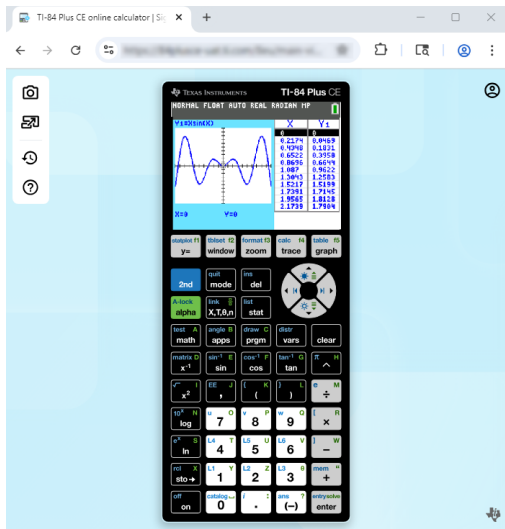 TI-84 Plus CE online calculator | Sig
TEXAS INSTRUMENTS TI-84 Plus CE
NORMAL FLOAT AUTO REAL RADIAN MP
Y1=Xsin(X)
X Y1
0 0
0.2174 0.0469
0.4348 0.1831
0.6522 0.3958
0.8696 0.6644
1.087 0.9622
1.3043 1.2583
1.5217 1.5199
1.7391 1.7145
1.9565 1.8128
2.1739 1.7904
X=0 Y=0
statplot f1 tblset f2 format f3 calc f4 table f5
y= window zoom trace graph
quit ins
2nd mode del
A-lock link list
alpha X,T,θ,n stat
test A angle B draw C distr
math apps prgm vars clear
matrix D sin⁻¹ E cos⁻¹ F tan⁻¹ G π H
x⁻¹ sin cos tan ^
√ I EE J { K } L e M
x² , ( ) ÷
10ˣ N u O v P w Q [ R
log 7 8 9 ×
eˣ S L4 T L5 U L6 V ] W
ln 4 5 6 −
rcl X L1 Y L2 Z L3 θ mem "
sto→ 1 2 3 +
off catalog i : ans ? entry solve
on 0 . (−) enter